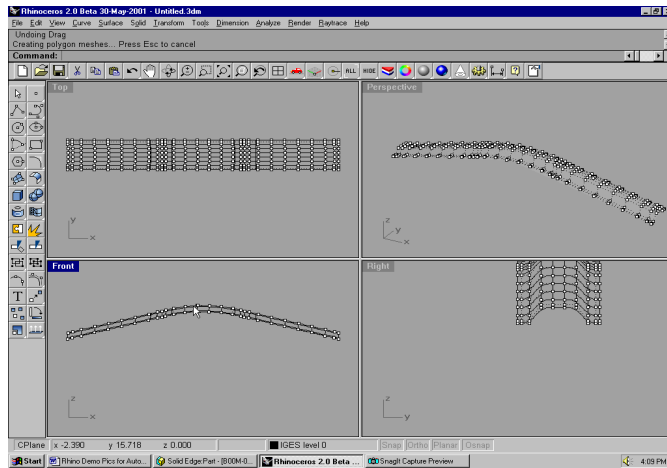 Rhinoceros 2.0 Beta 30-May-2001 - Untitled.3dm
File Edit View Curve Surface Solid Transform Tools Dimension Analyze Render Raytrace Help
Undoing Drag
Creating polygon meshes... Press Esc to cancel
Command:
ALL HIDE
Top
Perspective
y
x
z
y
x
Front
Right
T
z
x
z
y
CPlane x -2.390 y 15.718 z 0.000 IGES level 0 Snap Ortho Planar Osnap
Start Rhino Demo Pics for Auto... Solid Edge:Part - [BOOM-0... Rhinoceros 2.0 Beta ... SnagIt Capture Preview 4:09 PM